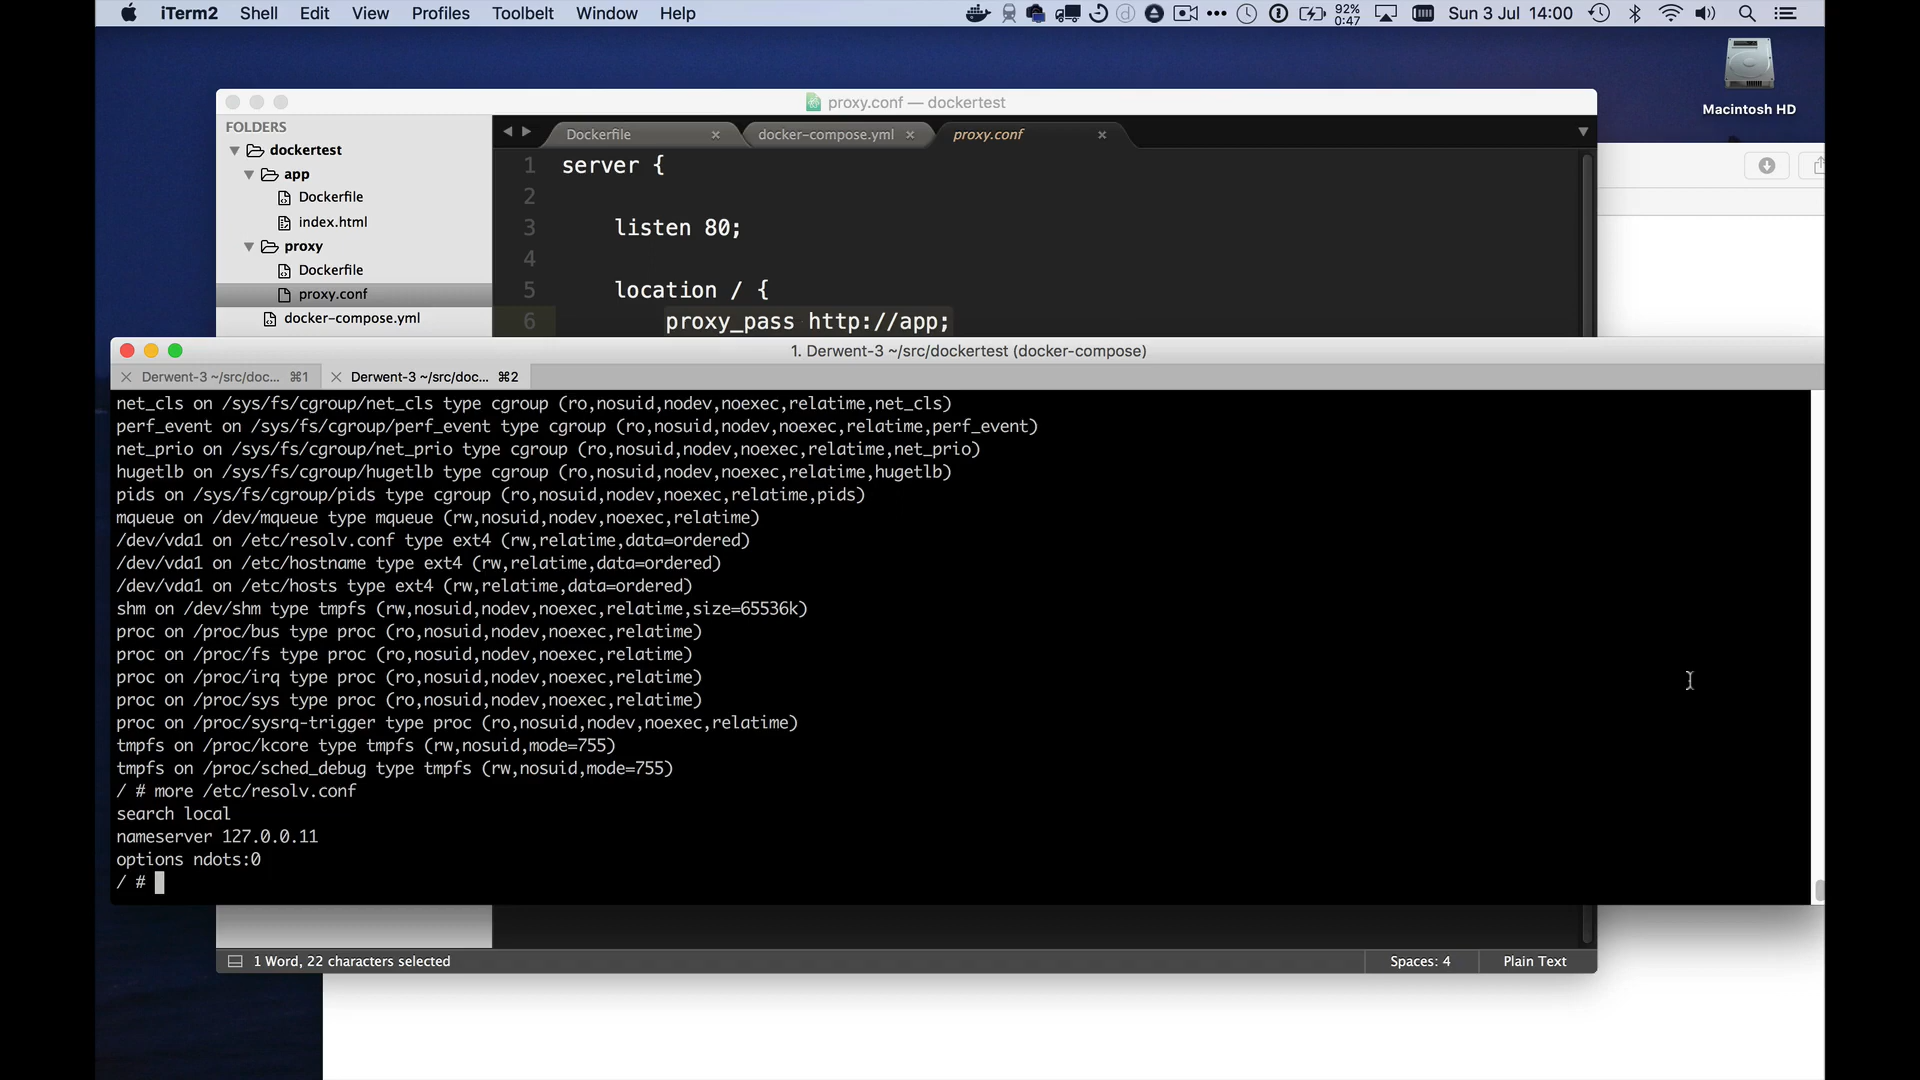 iTerm2 Shell Edit View Profiles Toolbelt Window Help 92% 0:47 Sun 3 Jul 14:00
Macintosh HD
proxy.conf — dockertest
FOLDERS
dockertest
app
Dockerfile
index.html
proxy
Dockerfile
proxy.conf
docker-compose.yml
Dockerfile docker-compose.yml proxy.conf
1 server {
2
3 listen 80;
4
5 location / {
6 proxy_pass http://app;
1. Derwent-3 ~/src/dockertest (docker-compose)
Derwent-3 ~/src/doc... ⌘1 Derwent-3 ~/src/doc... ⌘2
net_cls on /sys/fs/cgroup/net_cls type cgroup (ro,nosuid,nodev,noexec,relatime,net_cls)
perf_event on /sys/fs/cgroup/perf_event type cgroup (ro,nosuid,nodev,noexec,relatime,perf_event)
net_prio on /sys/fs/cgroup/net_prio type cgroup (ro,nosuid,nodev,noexec,relatime,net_prio)
hugetlb on /sys/fs/cgroup/hugetlb type cgroup (ro,nosuid,nodev,noexec,relatime,hugetlb)
pids on /sys/fs/cgroup/pids type cgroup (ro,nosuid,nodev,noexec,relatime,pids)
mqueue on /dev/mqueue type mqueue (rw,nosuid,nodev,noexec,relatime)
/dev/vda1 on /etc/resolv.conf type ext4 (rw,relatime,data=ordered)
/dev/vda1 on /etc/hostname type ext4 (rw,relatime,data=ordered)
/dev/vda1 on /etc/hosts type ext4 (rw,relatime,data=ordered)
shm on /dev/shm type tmpfs (rw,nosuid,nodev,noexec,relatime,size=65536k)
proc on /proc/bus type proc (ro,nosuid,nodev,noexec,relatime)
proc on /proc/fs type proc (ro,nosuid,nodev,noexec,relatime)
proc on /proc/irq type proc (ro,nosuid,nodev,noexec,relatime)
proc on /proc/sys type proc (ro,nosuid,nodev,noexec,relatime)
proc on /proc/sysrq-trigger type proc (ro,nosuid,nodev,noexec,relatime)
tmpfs on /proc/kcore type tmpfs (rw,nosuid,mode=755)
tmpfs on /proc/sched_debug type tmpfs (rw,nosuid,mode=755)
/ # more /etc/resolv.conf
search local
nameserver 127.0.0.11
options ndots:0
/ #
1 Word, 22 characters selected Spaces: 4 Plain Text